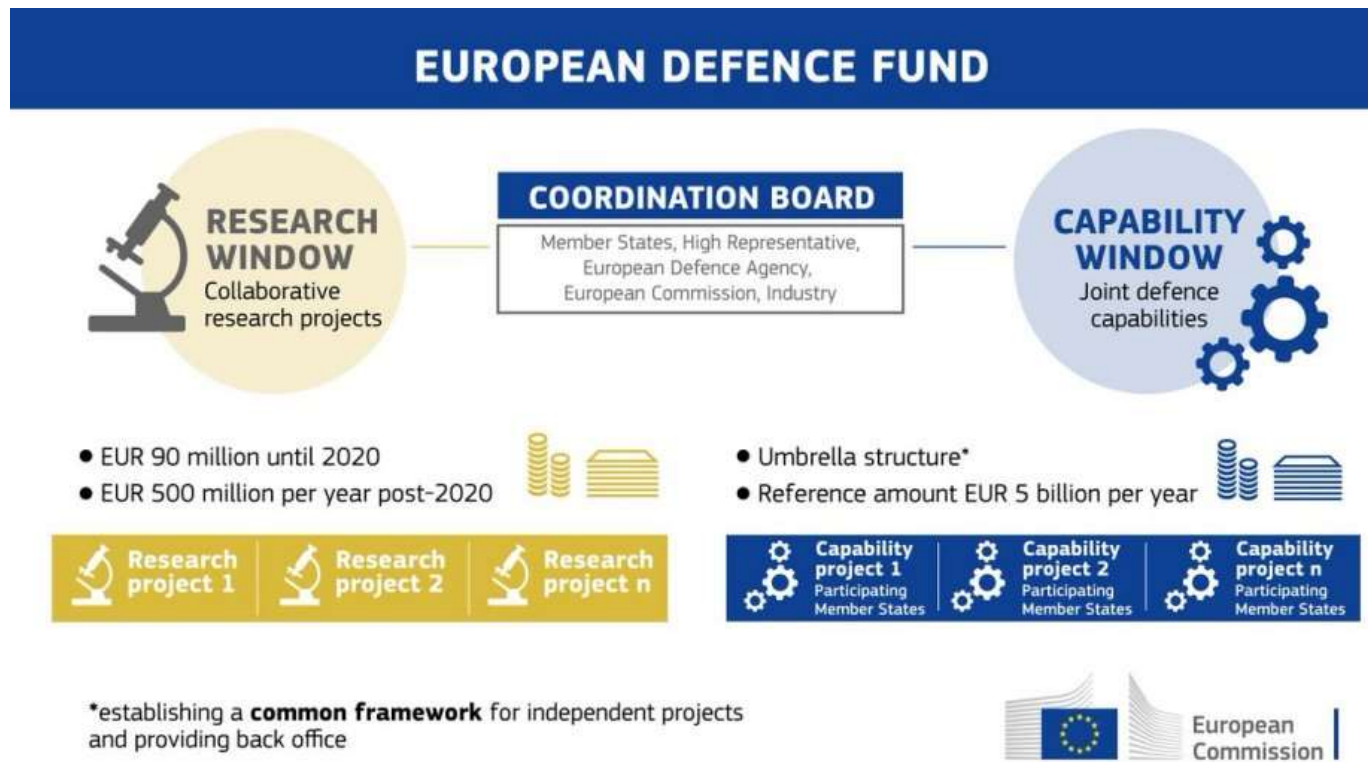 EUROPEAN DEFENCE FUND
RESEARCH
WINDOW
Collaborative
research projects
COORDINATION BOARD
Member States, High Representative,
European Defence Agency,
European Commission, Industry
CAPABILITY
WINDOW
Joint defence
capabilities
● EUR 90 million until 2020
● EUR 500 million per year post-2020
● Umbrella structure*
● Reference amount EUR 5 billion per year
Research
project 1
Research
project 2
Research
project n
Capability
project 1
Participating
Member States
Capability
project 2
Participating
Member States
Capability
project n
Participating
Member States
*establishing a common framework for independent projects
and providing back office
European
Commission